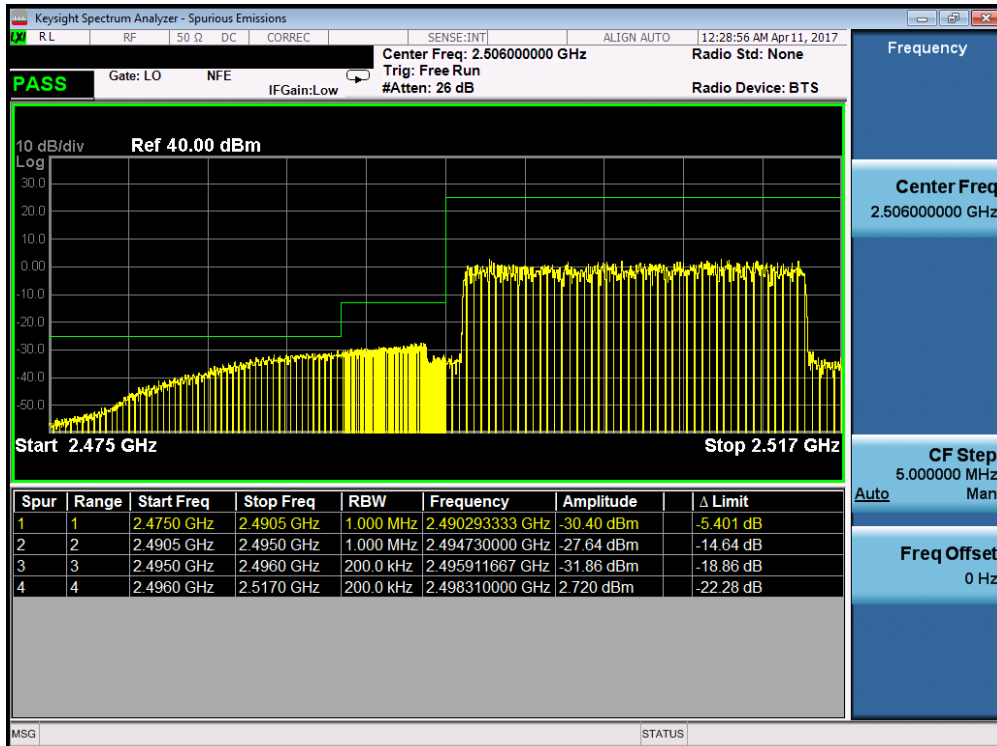 Keysight Spectrum Analyzer - Spurious Emissions
LXI RL RF 50 Ω DC CORREC SENSE:INT ALIGN AUTO 12:28:56 AM Apr 11, 2017
Center Freq: 2.506000000 GHz Radio Std: None
PASS Gate: LO NFE Trig: Free Run
IFGain:Low #Atten: 26 dB Radio Device: BTS
Frequency
10 dB/div Ref 40.00 dBm
Log
30.0
20.0
10.0
0.00
-10.0
-20.0
-30.0
-40.0
-50.0
Start 2.475 GHz Stop 2.517 GHz
Spur Range Start Freq Stop Freq RBW Frequency Amplitude Δ Limit
1 1 2.4750 GHz 2.4905 GHz 1.000 MHz 2.490293333 GHz -30.40 dBm -5.401 dB
2 2 2.4905 GHz 2.4950 GHz 1.000 MHz 2.494730000 GHz -27.64 dBm -14.64 dB
3 3 2.4950 GHz 2.4960 GHz 200.0 kHz 2.495911667 GHz -31.86 dBm -18.86 dB
4 4 2.4960 GHz 2.5170 GHz 200.0 kHz 2.498310000 GHz 2.720 dBm -22.28 dB
Center Freq
2.506000000 GHz
CF Step
5.000000 MHz
Auto Man
Freq Offset
0 Hz
MSG STATUS